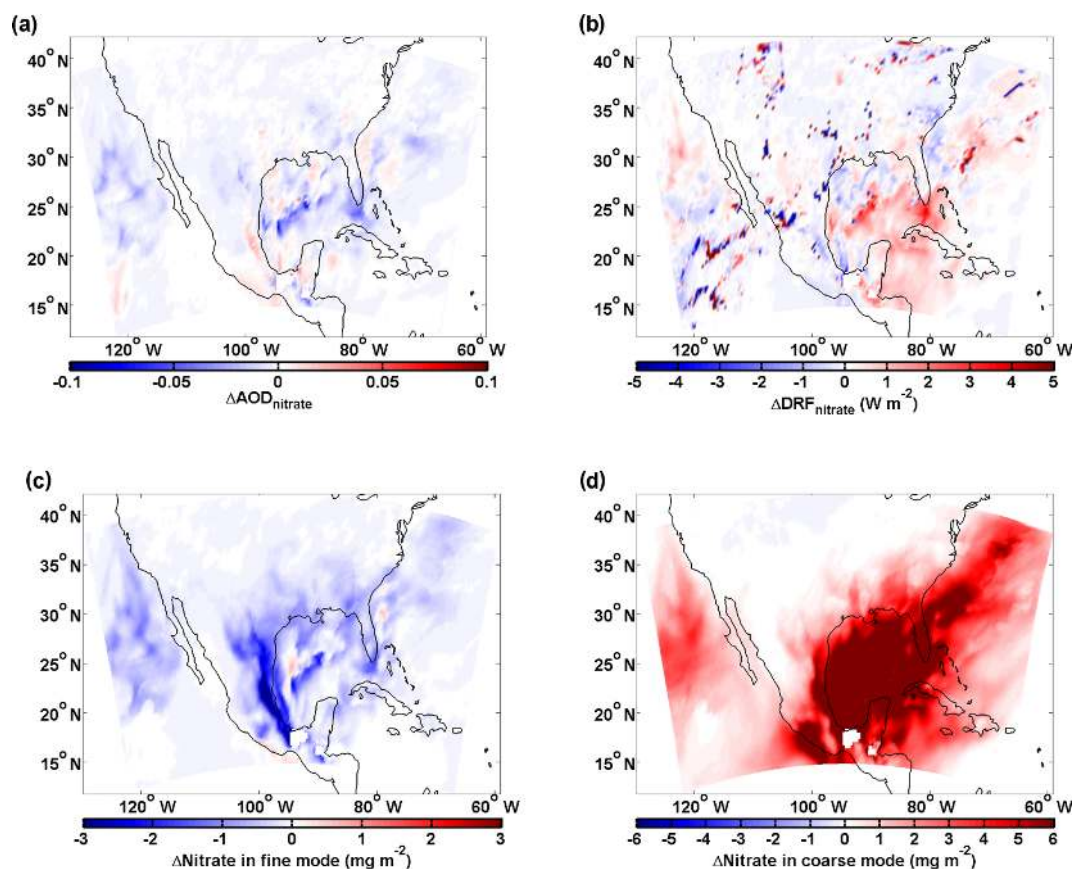 (a)
40° N
35° N
30° N
25° N
20° N
15° N
120° W 100° W 80° W 60° W
-0.1 -0.05 0 0.05 0.1
ΔAOD_nitrate
(b)
40° N
35° N
30° N
25° N
20° N
15° N
120° W 100° W 80° W 60° W
-5 -4 -3 -2 -1 0 1 2 3 4 5
ΔDRF_nitrate (W m⁻²)
(c)
40° N
35° N
30° N
25° N
20° N
15° N
120° W 100° W 80° W 60° W
-3 -2 -1 0 1 2 3
ΔNitrate in fine mode (mg m⁻²)
(d)
40° N
35° N
30° N
25° N
20° N
15° N
120° W 100° W 80° W 60° W
-6 -5 -4 -3 -2 -1 0 1 2 3 4 5 6
ΔNitrate in coarse mode (mg m⁻²)